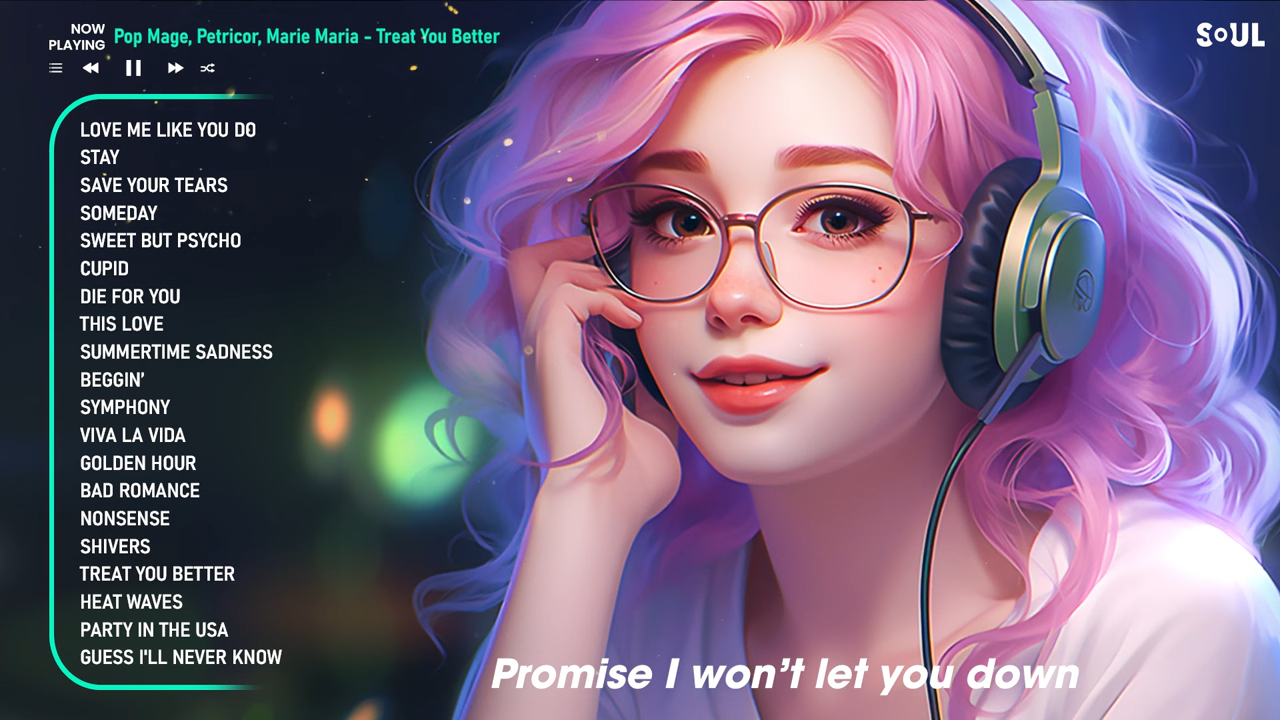 NOW PLAYING
Pop Mage, Petricor, Marie Maria - Treat You Better
SOUL
LOVE ME LIKE YOU DO
STAY
SAVE YOUR TEARS
SOMEDAY
SWEET BUT PSYCHO
CUPID
DIE FOR YOU
THIS LOVE
SUMMERTIME SADNESS
BEGGIN’
SYMPHONY
VIVA LA VIDA
GOLDEN HOUR
BAD ROMANCE
NONSENSE
SHIVERS
TREAT YOU BETTER
HEAT WAVES
PARTY IN THE USA
GUESS I'LL NEVER KNOW
Promise I won’t let you down